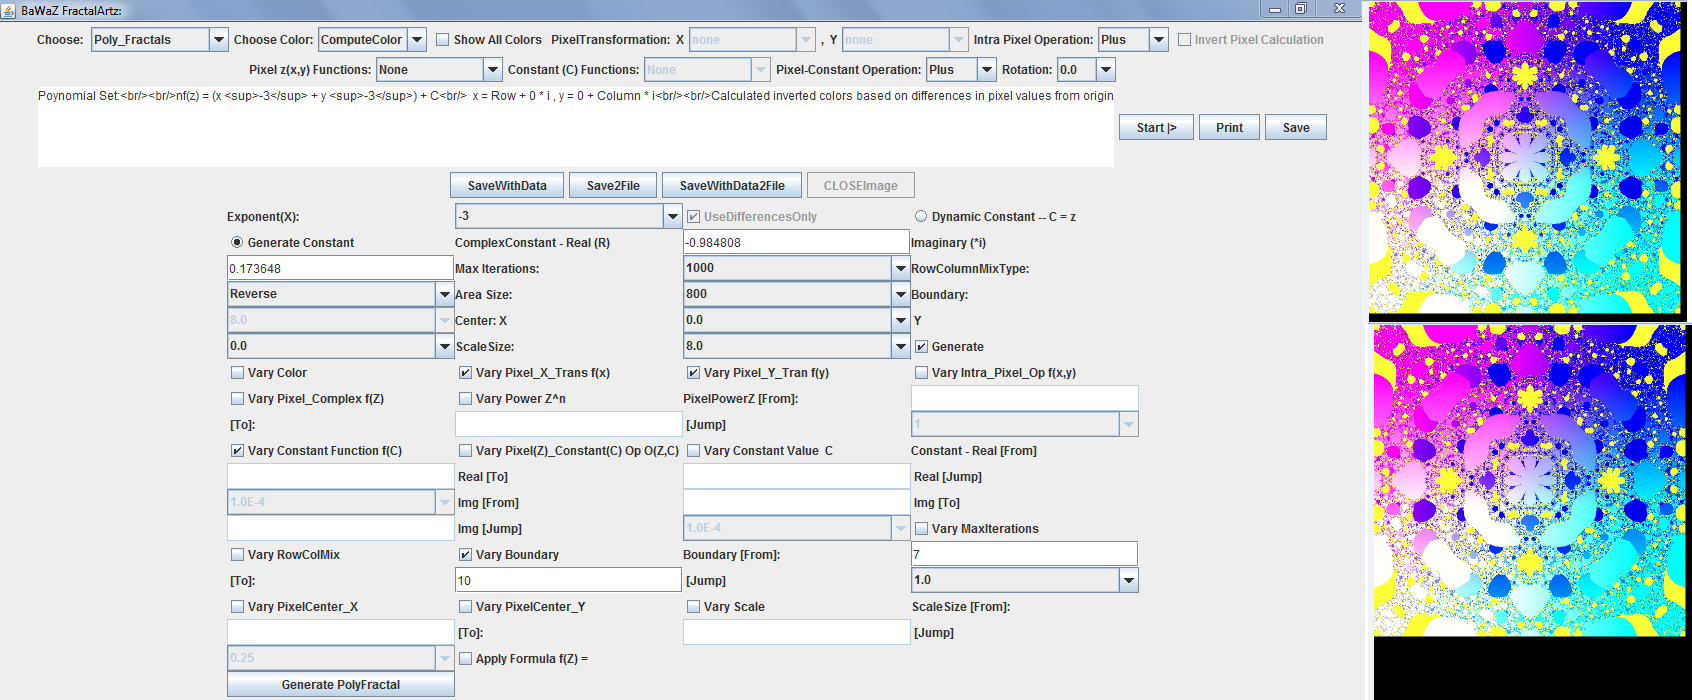 BaWaZ FractalArtz:
Choose: Poly_Fractals Choose Color: ComputeColor Show All Colors PixelTransformation: X none , Y none Intra Pixel Operation: Plus Invert Pixel Calculation
Pixel z(x,y) Functions: None Constant (C) Functions: None Pixel-Constant Operation: Plus Rotation: 0.0
Poynomial Set:<br/><br/>nf(z) = (x <sup>-3</sup> + y <sup>-3</sup>) + C<br/> x = Row + 0 * i , y = 0 + Column * i<br/><br/>Calculated inverted colors based on differences in pixel values from origin
Start |> Print Save
SaveWithData Save2File SaveWithData2File CLOSEImage
Exponent(X): -3 UseDifferencesOnly Dynamic Constant -- C = z
Generate Constant ComplexConstant - Real (R) -0.984808 Imaginary (*i)
0.173648 Max Iterations: 1000 RowColumnMixType:
Reverse Area Size: 800 Boundary:
8.0 Center: X 0.0 Y
0.0 ScaleSize: 8.0 Generate
Vary Color Vary Pixel_X_Trans f(x) Vary Pixel_Y_Tran f(y) Vary Intra_Pixel_Op f(x,y)
Vary Pixel_Complex f(Z) Vary Power Z^n PixelPowerZ [From]:
[To]: [Jump] 1
Vary Constant Function f(C) Vary Pixel(Z)_Constant(C) Op O(Z,C) Vary Constant Value C Constant - Real [From]
Real [To] Real [Jump]
1.0E-4 Img [From] Img [To]
Img [Jump] 1.0E-4 Vary MaxIterations
Vary RowColMix Vary Boundary Boundary [From]: 7
[To]: 10 [Jump] 1.0
Vary PixelCenter_X Vary PixelCenter_Y Vary Scale ScaleSize [From]:
[To]: [Jump]
0.25 Apply Formula f(Z) =
Generate PolyFractal